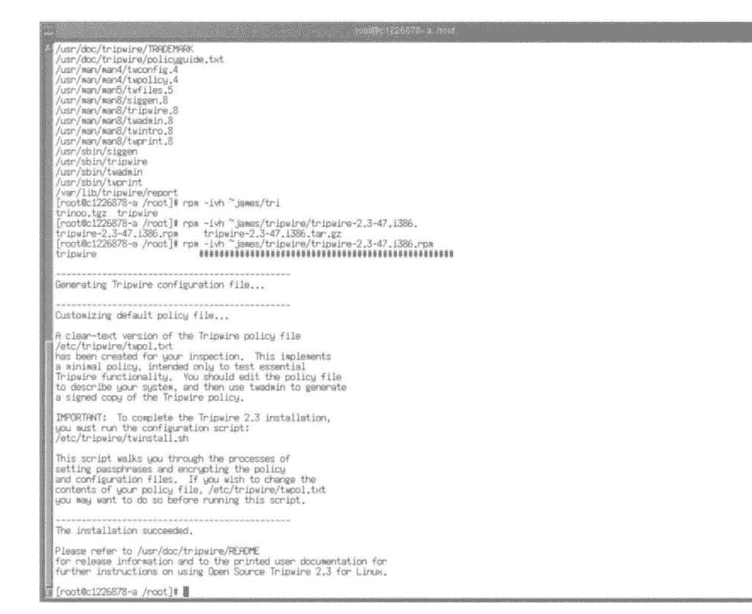 root@c1226878-a: /root
/usr/doc/tripwire/TRADEMARK
/usr/doc/tripwire/policyguide.txt
/usr/man/man4/twconfig.4
/usr/man/man4/twpolicy.4
/usr/man/man5/twfiles.5
/usr/man/man8/siggen.8
/usr/man/man8/tripwire.8
/usr/man/man8/twadmin.8
/usr/man/man8/twintro.8
/usr/man/man8/twprint.8
/usr/sbin/siggen
/usr/sbin/tripwire
/usr/sbin/twadmin
/usr/sbin/twprint
/var/lib/tripwire/report
[root@c1226878-a /root]# rpm -ivh ~james/tri
trinoo.tgz  tripwire
[root@c1226878-a /root]# rpm -ivh ~james/tripwire/tripwire-2.3-47.i386.
tripwire-2.3-47.i386.rpm     tripwire-2.3-47.i386.tar.gz
[root@c1226878-a /root]# rpm -ivh ~james/tripwire/tripwire-2.3-47.i386.rpm
tripwire                    ##################################################
----------------------------------------------
Generating Tripwire configuration file...
----------------------------------------------
Customizing default policy file...
A clear-text version of the Tripwire policy file
/etc/tripwire/twpol.txt
has been created for your inspection.  This implements
a minimal policy, intended only to test essential
Tripwire functionality.  You should edit the policy file
to describe your system, and then use twadmin to generate
a signed copy of the Tripwire policy.
IMPORTANT:  To complete the Tripwire 2.3 installation,
you must run the configuration script:
/etc/tripwire/twinstall.sh
This script walks you through the processes of
setting passphrases and encrypting the policy
and configuration files.  If you wish to change the
contents of your policy file, /etc/tripwire/twpol.txt
you may want to do so before running this script.
----------------------------------------------
The installation succeeded.
Please refer to /usr/doc/tripwire/README
for release information and to the printed user documentation for
further instructions on using Open Source Tripwire 2.3 for Linux.
[root@c1226878-a /root]#